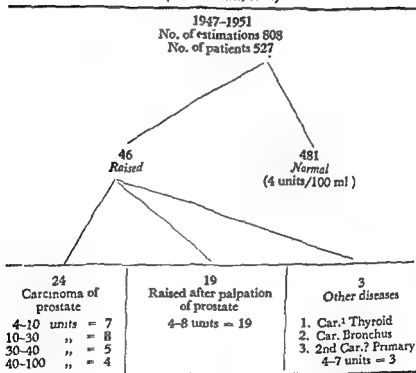 1947-1951
No. of estimations 808
No. of patients 527
46
Raised
481
Normal
(4 units/100 ml)
24
Carcinoma of
prostate
4-10 units = 7
10-30 „ = 8
30-40 „ = 5
40-100 „ = 4
19
Raised after palpation
of prostate
4-8 units = 19
3
Other diseases
1. Car.¹ Thyroid
2. Car. Bronchus
3. 2nd Car.? Primary
4-7 units = 3